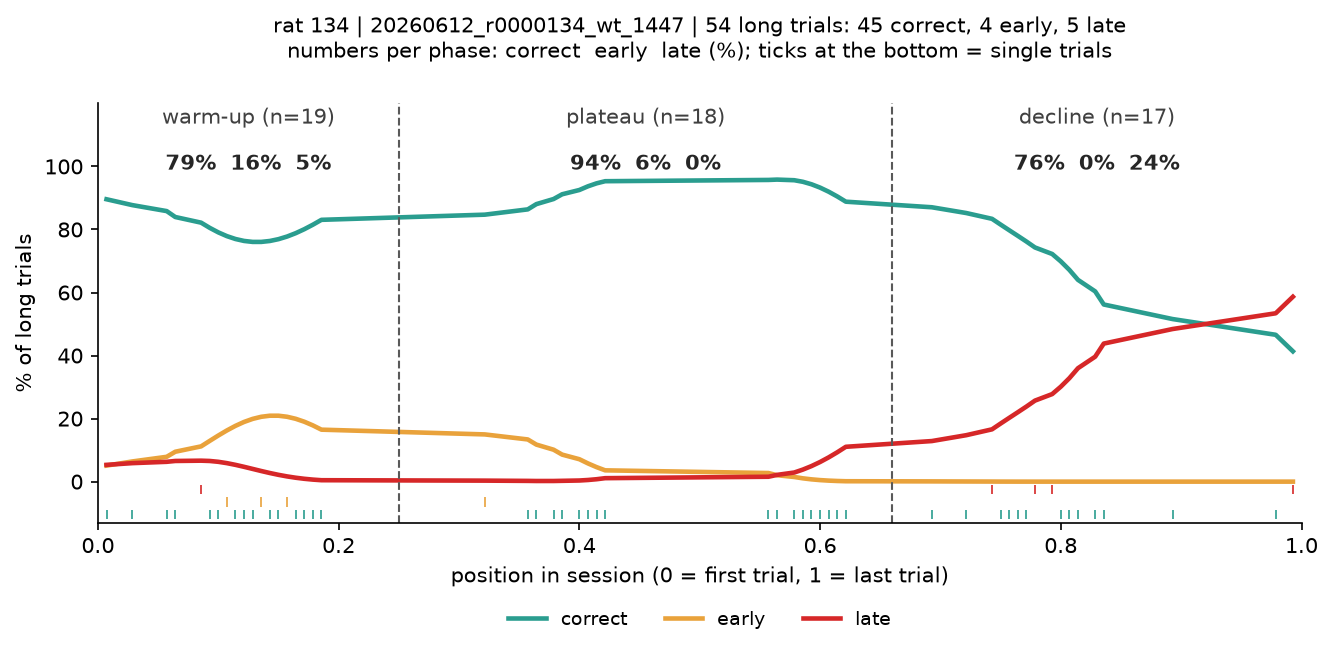 rat 134 | 20260612_r0000134_wt_1447 | 54 long trials: 45 correct, 4 early, 5 late
numbers per phase: correct  early  late (%); ticks at the bottom = single trials
warm-up (n=19)
plateau (n=18)
decline (n=17)
79%  16%  5%
94%  6%  0%
76%  0%  24%
% of long trials
100
80
60
40
20
0
0.0
0.2
0.4
0.6
0.8
1.0
position in session (0 = first trial, 1 = last trial)
correct
early
late